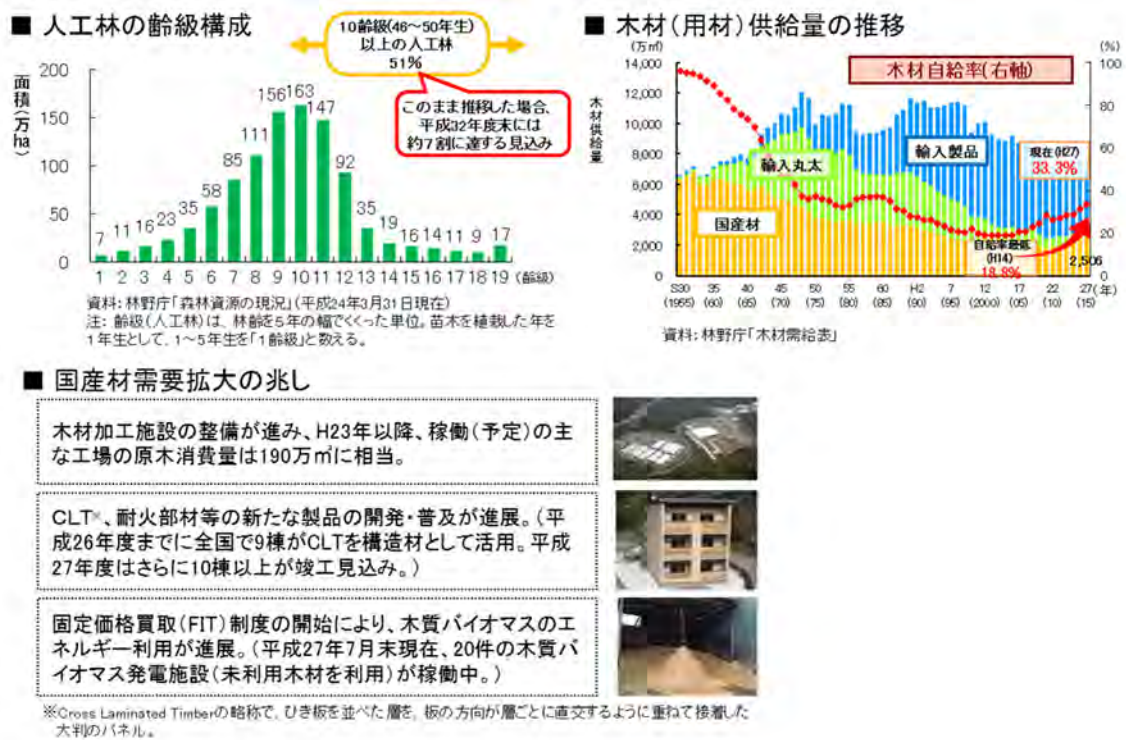 ■ 人工林の齢級構成
10齢級(46～50年生)
以上の人工林
51%
このまま推移した場合、
平成32年度末には
約7割に達する見込み
面積(万ha)
200
150
100
50
0
7 11 16 23 35 58 85 111 156 163 147 92 35 19 16 14 11 9 17
1 2 3 4 5 6 7 8 9 10 11 12 13 14 15 16 17 18 19 (齢級)
資料：林野庁「森林資源の現況」(平成24年3月31日現在)
注：齢級(人工林)は、林齢を5年の幅でくくった単位。苗木を植栽した年を
1年生として、1～5年生を「1齢級」と数える。
■ 木材(用材)供給量の推移
(万㎥)
(%)
木材供給量
14,000
12,000
10,000
8,000
6,000
4,000
2,000
0
100
80
60
40
20
0
木材自給率(右軸)
輸入製品
輸入丸太
国産材
現在(H27)
33.3%
自給率最低
(H14)
18.8%
2,506
S30 35 40 45 50 55 60 H2 7 12 17 22 27(年)
(1955) (60) (65) (70) (75) (80) (80) (90) (95) (2000) (05) (10) (15)
資料：林野庁「木材需給表」
■ 国産材需要拡大の兆し
木材加工施設の整備が進み、H23年以降、稼働(予定)の主
な工場の原木消費量は190万㎥に相当。
CLT※、耐火部材等の新たな製品の開発・普及が進展。(平
成26年度までに全国で9棟がCLTを構造材として活用。平成
27年度はさらに10棟以上が竣工見込み。)
固定価格買取(FIT)制度の開始により、木質バイオマスのエ
ネルギー利用が進展。(平成27年7月末現在、20件の木質バ
イオマス発電施設(未利用木材を利用)が稼働中。)
※Cross Laminated Timberの略称で、ひき板を並べた層を、板の方向が層ごとに直交するように重ねて接着した
大判のパネル。